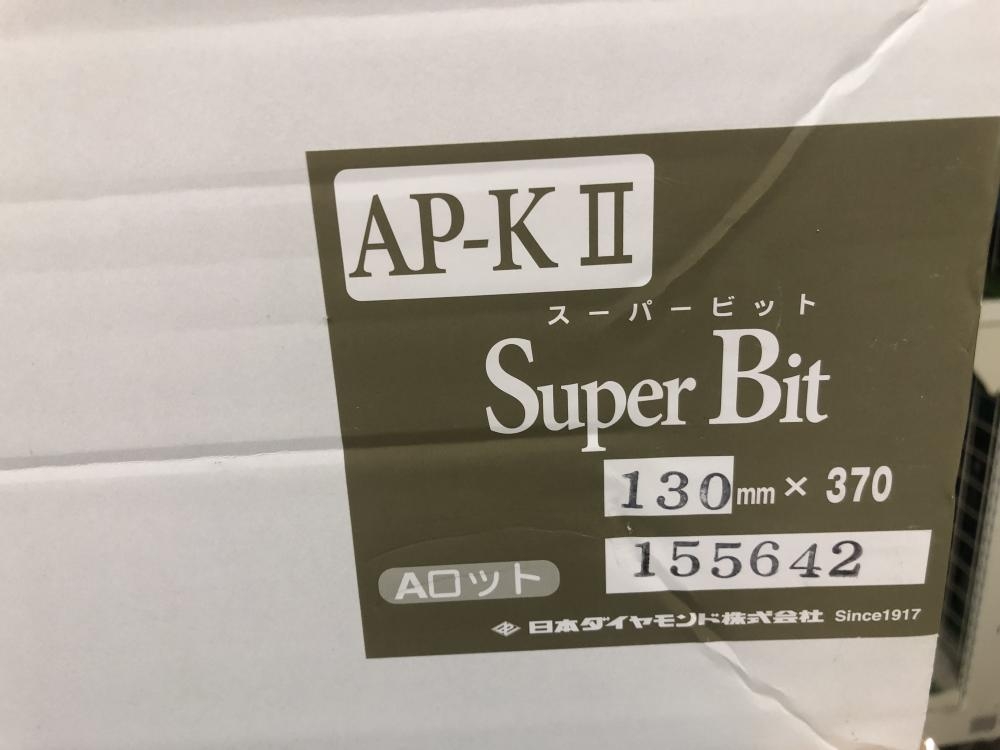 AP-K Ⅱ
スーパービット
Super Bit
130mm × 370
155642
Aロット
日本ダイヤモンド株式会社 Since1917